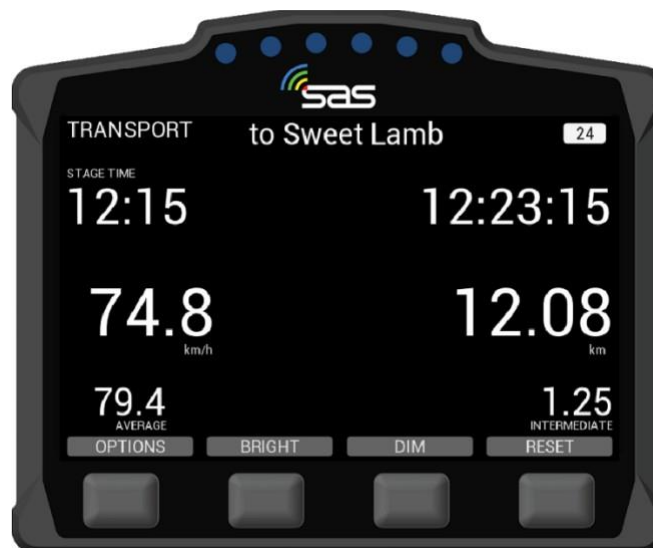 sas
TRANSPORT to Sweet Lamb 24
STAGE TIME
12:15 12:23:15
74.8 12.08
km/h km
79.4 1.25
AVERAGE INTERMEDIATE
OPTIONS BRIGHT DIM RESET